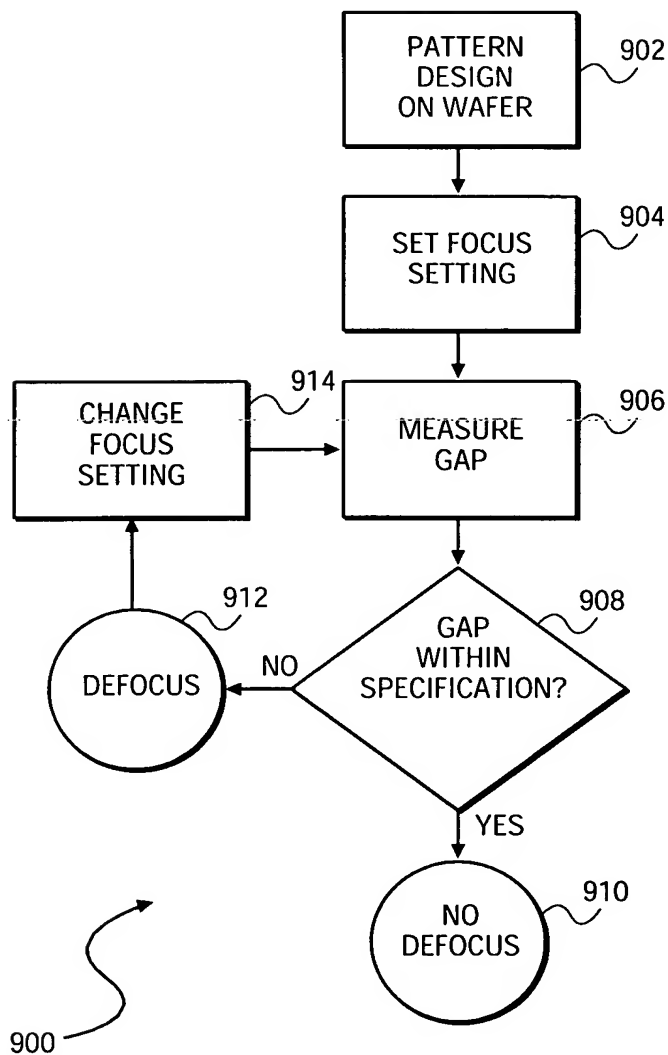 PATTERN
DESIGN
ON WAFER
902
SET FOCUS
SETTING
904
CHANGE
FOCUS
SETTING
914
MEASURE
GAP
906
GAP
WITHIN
SPECIFICATION?
908
NO
DEFOCUS
912
YES
NO
DEFOCUS
910
900